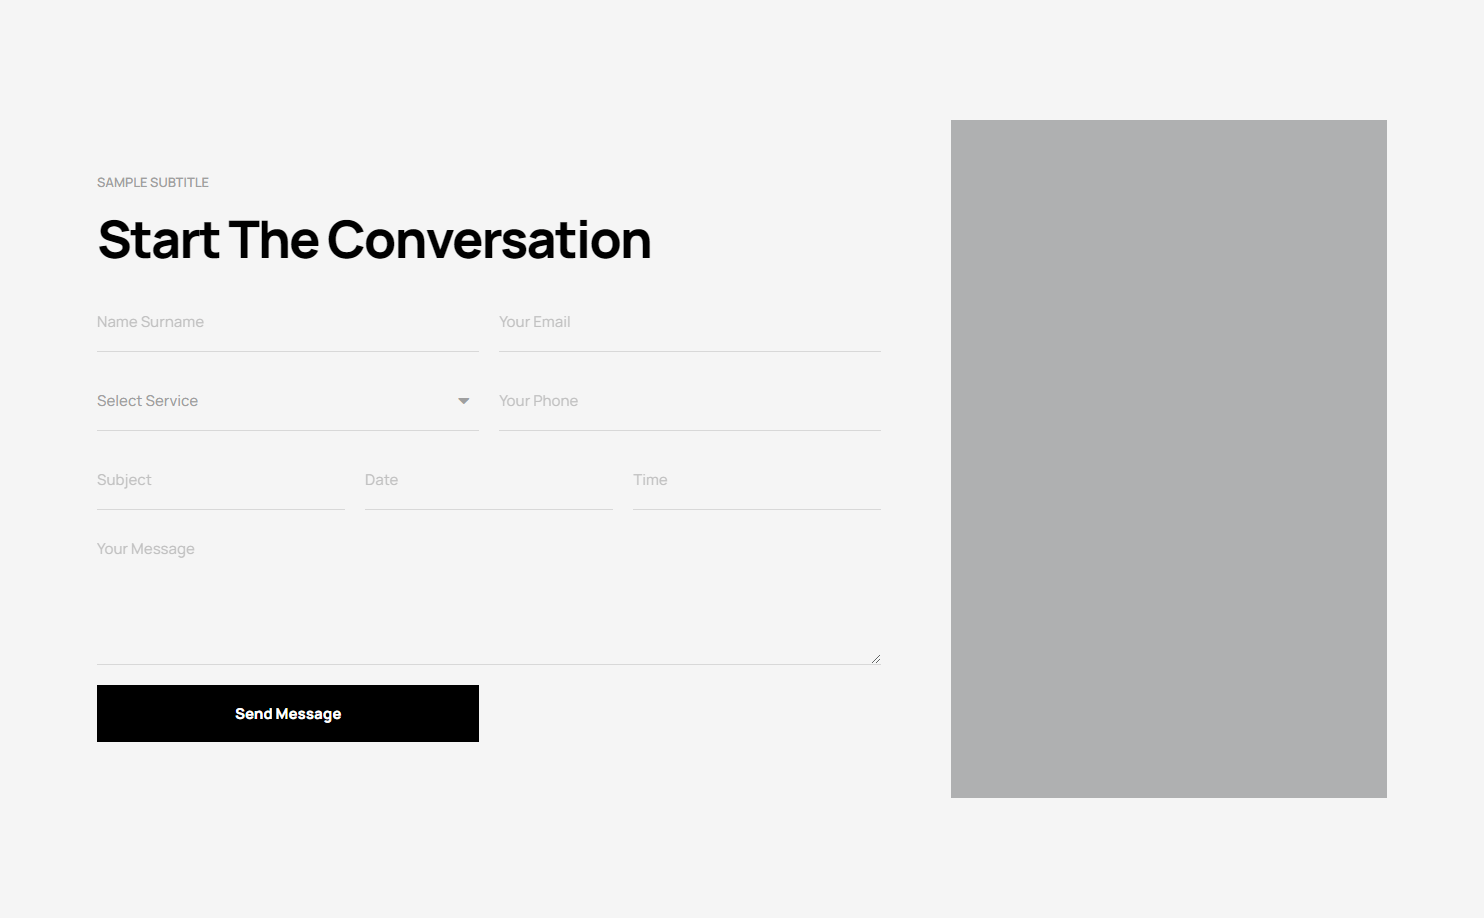 SAMPLE SUBTITLE
Start The Conversation
Name Surname
Your Email
Select Service
Your Phone
Subject
Date
Time
Your Message
Send Message